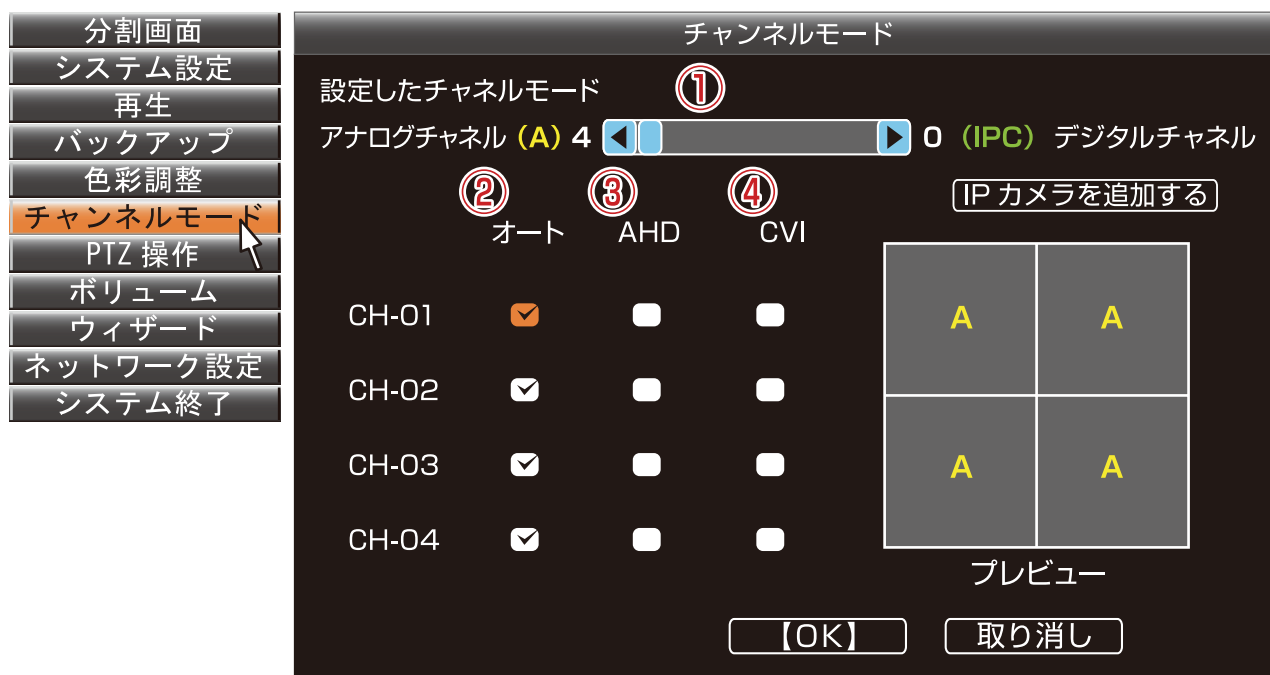 分割画面
システム設定
再生
バックアップ
色彩調整
チャンネルモード
PTZ 操作
ボリューム
ウィザード
ネットワーク設定
システム終了
チャンネルモード
設定したチャネルモード ①
アナログチャネル (A) 4 0 (IPC) デジタルチャネル
② ③ ④ IP カメラを追加する
オート AHD CVI
CH-01
CH-02
CH-03
CH-04
A A
A A
プレビュー
【OK】 取り消し